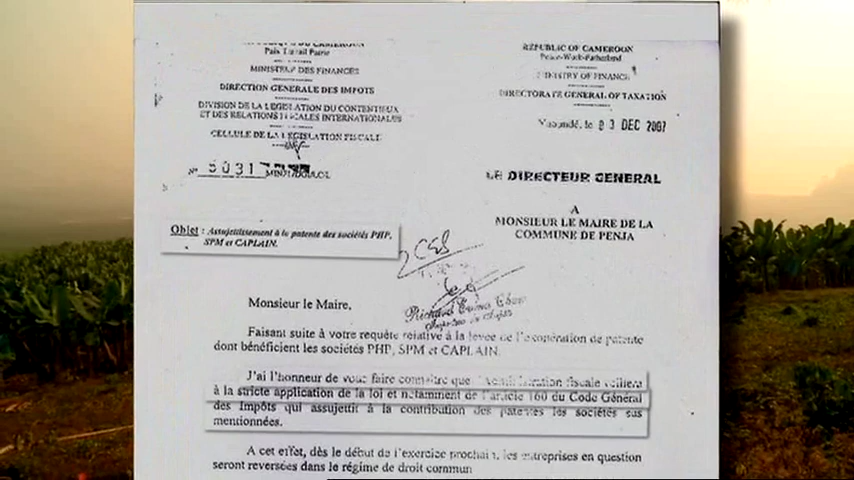 REPUBLIQUE DU CAMEROUN
Paix Travail Patrie
MINISTERE DES FINANCES
DIRECTION GENERALE DES IMPOTS
DIVISION DE LA LEGISLATION DU CONTENTIEUX
ET DES RELATIONS FISCALES INTERNATIONALES
CELLULE DE LA LEGISLATION FISCALE
N° 5031
REPUBLIC OF CAMEROON
Peace-Work-Fatherland
MINISTRY OF FINANCE
DIRECTORATE GENERAL OF TAXATION
Yaoundé, le 03 DEC 2007
LE DIRECTEUR GENERAL
A
MONSIEUR LE MAIRE DE LA
COMMUNE DE PENJA
Objet : Assujettissement à la patente des sociétés PHP,
SPM et CAPLAIN.
Monsieur le Maire,
Faisant suite à votre requête relative à la levée de l'exonération de patente
dont bénéficient les sociétés PHP, SPM et CAPLAIN.
J'ai l'honneur de vous faire connaître que l'Administration fiscale veillera
à la stricte application de la loi et notamment de l'article 160 du Code Général
des Impôts qui assujettit à la contribution des patentes les sociétés sus
mentionnées.
A cet effet, dès le début de l'exercice prochain, les entreprises en question
seront reversées dans le régime de droit commun